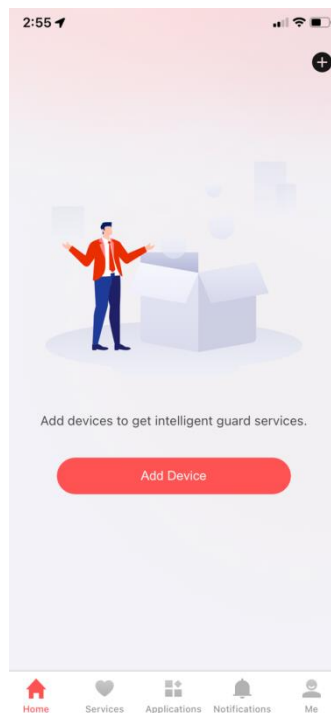 2:55
Add devices to get intelligent guard services.
Add Device
Home Services Applications Notifications Me